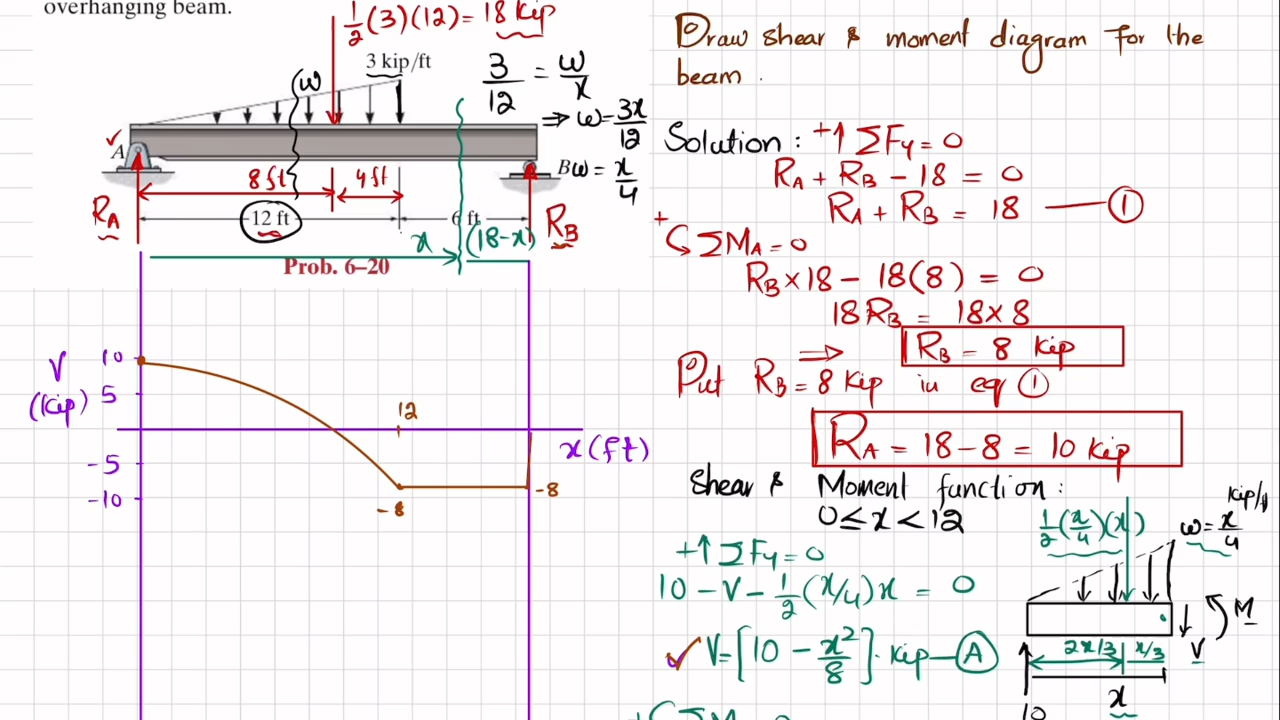 overhanging beam.
1/2 (3)(12) = 18 kip
3 kip/ft
w
3/12 = w/x
⇒ w = 3x/12
w = x/4
A
B
8 ft
4 ft
12 ft
6 ft
R_A
R_B
x
(18-x)
Prob. 6–20
V
(kip)
10
5
-5
-10
12
x (ft)
-8
-8
Draw shear & moment diagram for the
beam.
Solution: +↑ ΣFy = 0
R_A + R_B - 18 = 0
R_A + R_B = 18 —— ①
+
↺ ΣM_A = 0
R_B × 18 - 18(8) = 0
18 R_B = 18 × 8
⇒ R_B = 8 kip
Put R_B = 8 kip in eq ①
R_A = 18 - 8 = 10 kip
Shear & Moment function:
0 ≤ x < 12
+↑ ΣFy = 0
10 - V - 1/2 (x/4) x = 0
✓ V = [10 - x²/8] · kip — Ⓐ
1/2 (x/4)(x)
kip/
w = x/4
M
V
2x/3
x/3
x
10